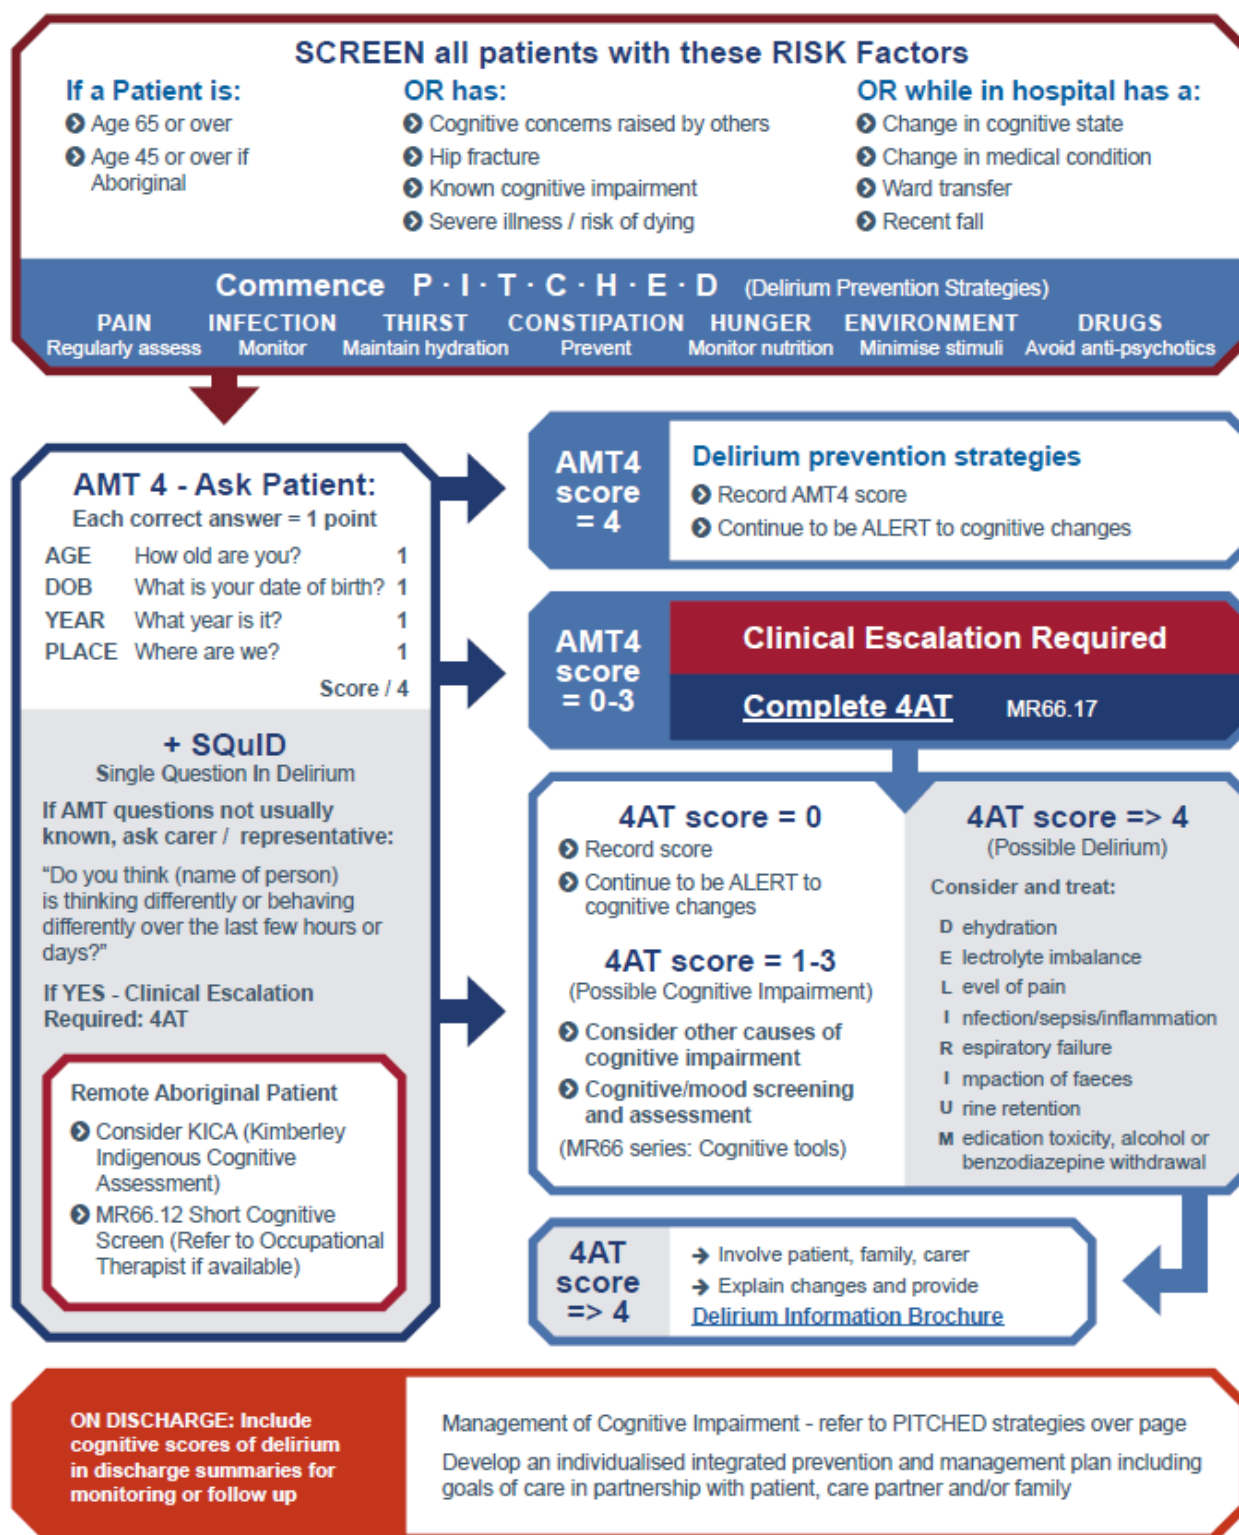 SCREEN all patients with these RISK Factors
If a Patient is:
Age 65 or over
Age 45 or over if
Aboriginal
OR has:
Cognitive concerns raised by others
Hip fracture
Known cognitive impairment
Severe illness / risk of dying
OR while in hospital has a:
Change in cognitive state
Change in medical condition
Ward transfer
Recent fall
Commence P · I · T · C · H · E · D (Delirium Prevention Strategies)
PAIN INFECTION THIRST CONSTIPATION HUNGER ENVIRONMENT DRUGS
Regularly assess Monitor Maintain hydration Prevent Monitor nutrition Minimise stimuli Avoid anti-psychotics
AMT 4 - Ask Patient:
Each correct answer = 1 point
AGE How old are you? 1
DOB What is your date of birth? 1
YEAR What year is it? 1
PLACE Where are we? 1
Score / 4
+ SQuID
Single Question In Delirium
If AMT questions not usually
known, ask carer / representative:
"Do you think (name of person)
is thinking differently or behaving
differently over the last few hours or
days?"
If YES - Clinical Escalation
Required: 4AT
Remote Aboriginal Patient
Consider KICA (Kimberley
Indigenous Cognitive
Assessment)
MR66.12 Short Cognitive
Screen (Refer to Occupational
Therapist if available)
AMT4
score
= 4
Delirium prevention strategies
Record AMT4 score
Continue to be ALERT to cognitive changes
AMT4
score
= 0-3
Clinical Escalation Required
Complete 4AT MR66.17
4AT score = 0
Record score
Continue to be ALERT to
cognitive changes
4AT score = 1-3
(Possible Cognitive Impairment)
Consider other causes of
cognitive impairment
Cognitive/mood screening
and assessment
(MR66 series: Cognitive tools)
4AT score => 4
(Possible Delirium)
Consider and treat:
D ehydration
E lectrolyte imbalance
L evel of pain
I nfection/sepsis/inflammation
R espiratory failure
I mpaction of faeces
U rine retention
M edication toxicity, alcohol or
benzodiazepine withdrawal
4AT
score
=> 4
Involve patient, family, carer
Explain changes and provide
Delirium Information Brochure
ON DISCHARGE: Include
cognitive scores of delirium
in discharge summaries for
monitoring or follow up
Management of Cognitive Impairment - refer to PITCHED strategies over page
Develop an individualised integrated prevention and management plan including
goals of care in partnership with patient, care partner and/or family